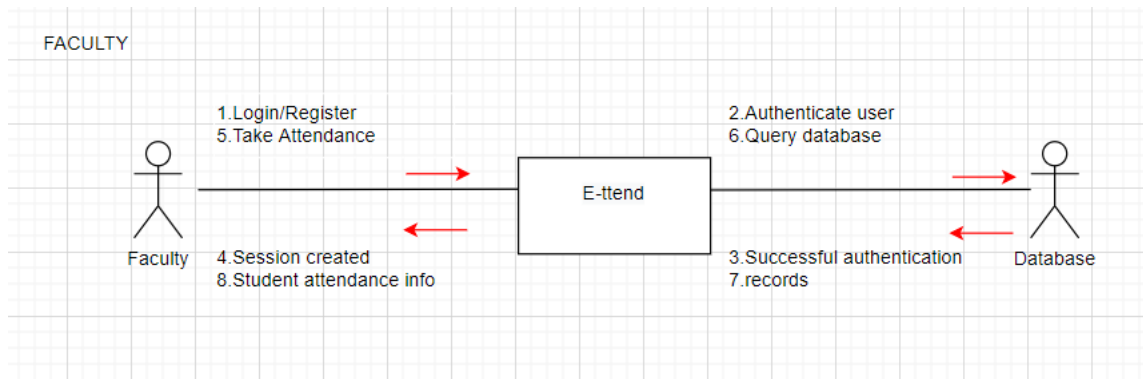 FACULTY
1.Login/Register
5.Take Attendance
2.Authenticate user
6.Query database
E-ttend
Faculty
4.Session created
8.Student attendance info
3.Successful authentication
7.records
Database